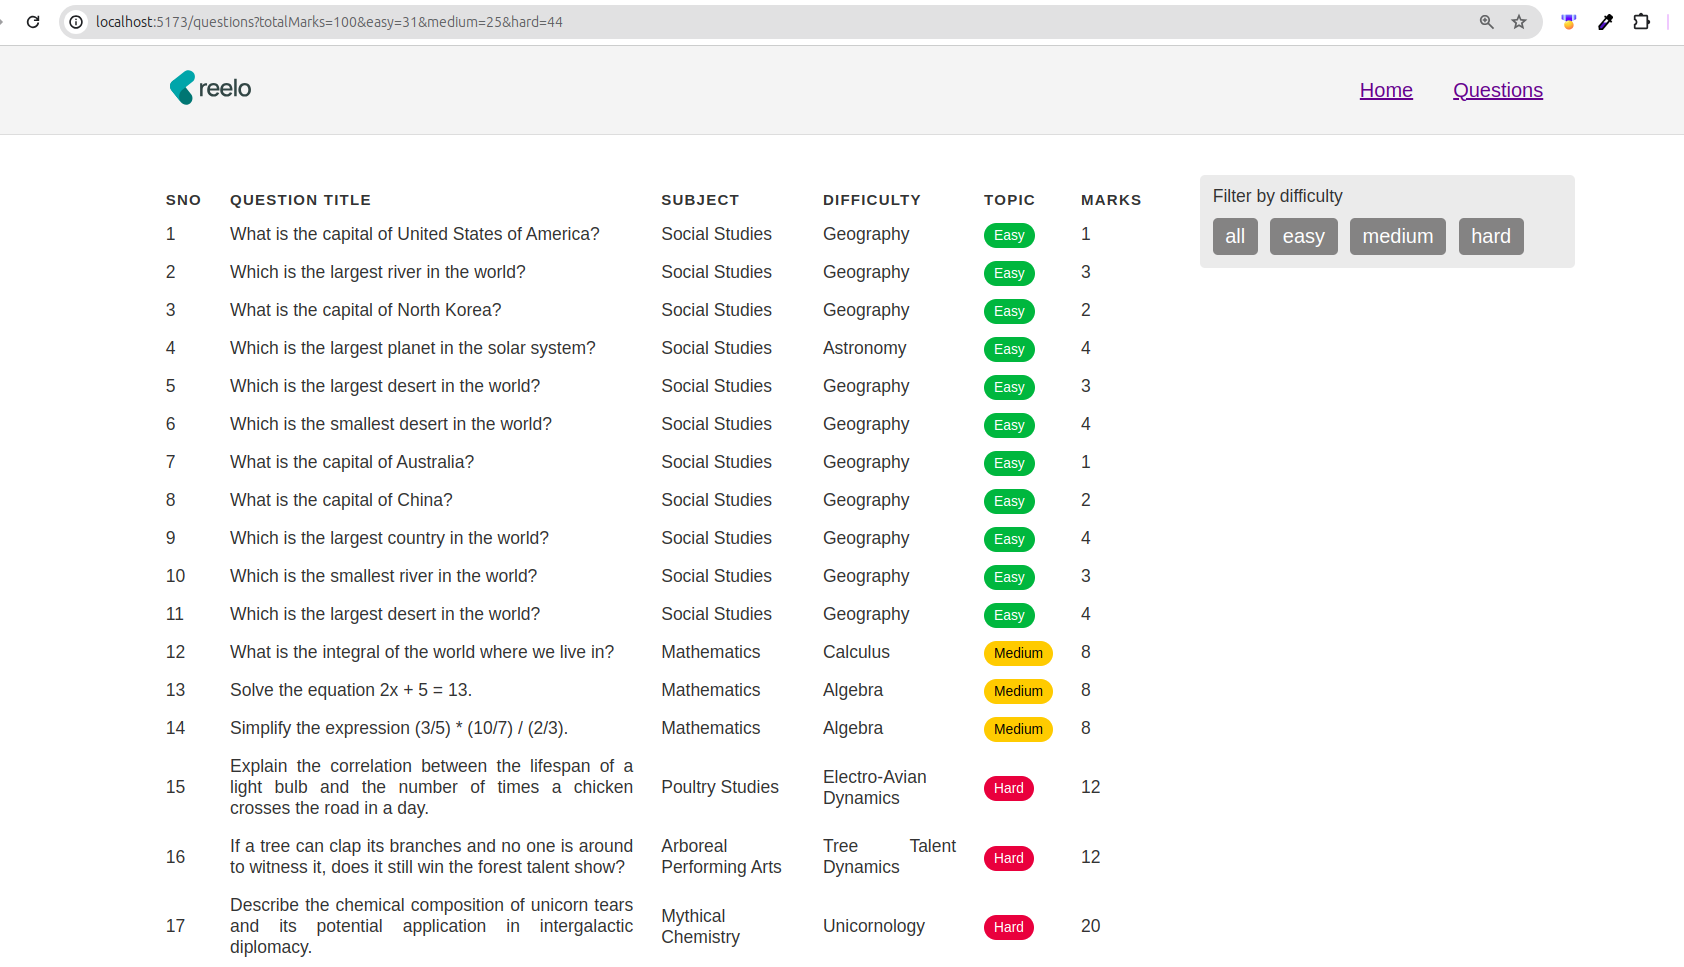 localhost:5173/questions?totalMarks=100&easy=31&medium=25&hard=44
reelo
Home Questions
SNO QUESTION TITLE SUBJECT DIFFICULTY TOPIC MARKS
1 What is the capital of United States of America? Social Studies Geography Easy 1
2 Which is the largest river in the world? Social Studies Geography Easy 3
3 What is the capital of North Korea? Social Studies Geography Easy 2
4 Which is the largest planet in the solar system? Social Studies Astronomy Easy 4
5 Which is the largest desert in the world? Social Studies Geography Easy 3
6 Which is the smallest desert in the world? Social Studies Geography Easy 4
7 What is the capital of Australia? Social Studies Geography Easy 1
8 What is the capital of China? Social Studies Geography Easy 2
9 Which is the largest country in the world? Social Studies Geography Easy 4
10 Which is the smallest river in the world? Social Studies Geography Easy 3
11 Which is the largest desert in the world? Social Studies Geography Easy 4
12 What is the integral of the world where we live in? Mathematics Calculus Medium 8
13 Solve the equation 2x + 5 = 13. Mathematics Algebra Medium 8
14 Simplify the expression (3/5) * (10/7) / (2/3). Mathematics Algebra Medium 8
15 Explain the correlation between the lifespan of a
light bulb and the number of times a chicken
crosses the road in a day.
Poultry Studies
Electro-Avian
Dynamics
Hard 12
16 If a tree can clap its branches and no one is around
to witness it, does it still win the forest talent show?
Arboreal
Performing Arts
Tree Talent
Dynamics
Hard 12
17 Describe the chemical composition of unicorn tears
and its potential application in intergalactic
diplomacy.
Mythical
Chemistry
Unicornology Hard 20
Filter by difficulty
all easy medium hard